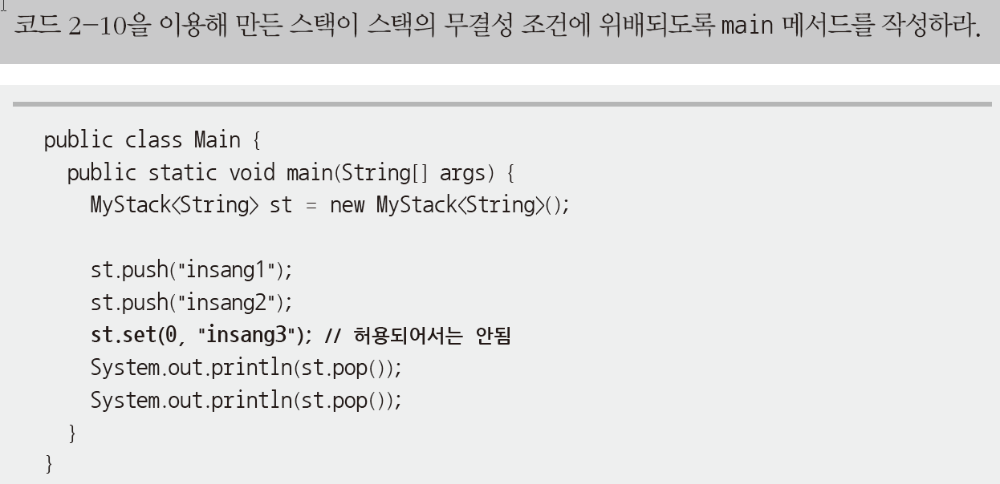 코드 2-10을 이용해 만든 스택이 스택의 무결성 조건에 위배되도록 main 메서드를 작성하라.
public class Main {
public static void main(String[] args) {
MyStack<String> st = new MyStack<String>();
st.push("insang1");
st.push("insang2");
st.set(0, "insang3"); // 허용되어서는 안됨
System.out.println(st.pop());
System.out.println(st.pop());
}
}